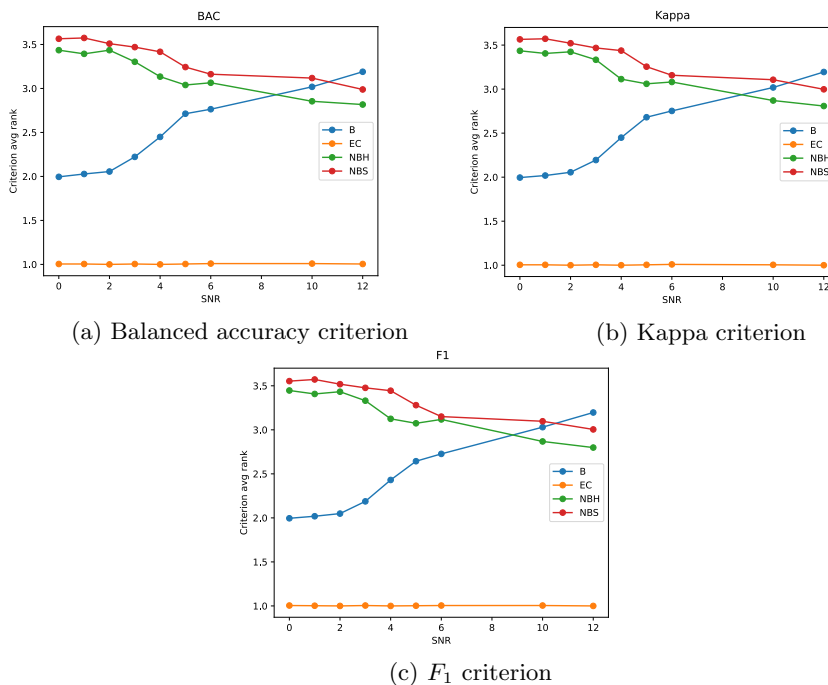 BAC
3.5
3.0
2.5
2.0
1.5
1.0
Criterion avg rank
B
EC
NBH
NBS
0 2 4 6 8 10 12
SNR
(a) Balanced accuracy criterion
Kappa
3.5
3.0
2.5
2.0
1.5
1.0
Criterion avg rank
B
EC
NBH
NBS
0 2 4 6 8 10 12
SNR
(b) Kappa criterion
F1
3.5
3.0
2.5
2.0
1.5
1.0
Criterion avg rank
B
EC
NBH
NBS
0 2 4 6 8 10 12
SNR
(c) F₁ criterion